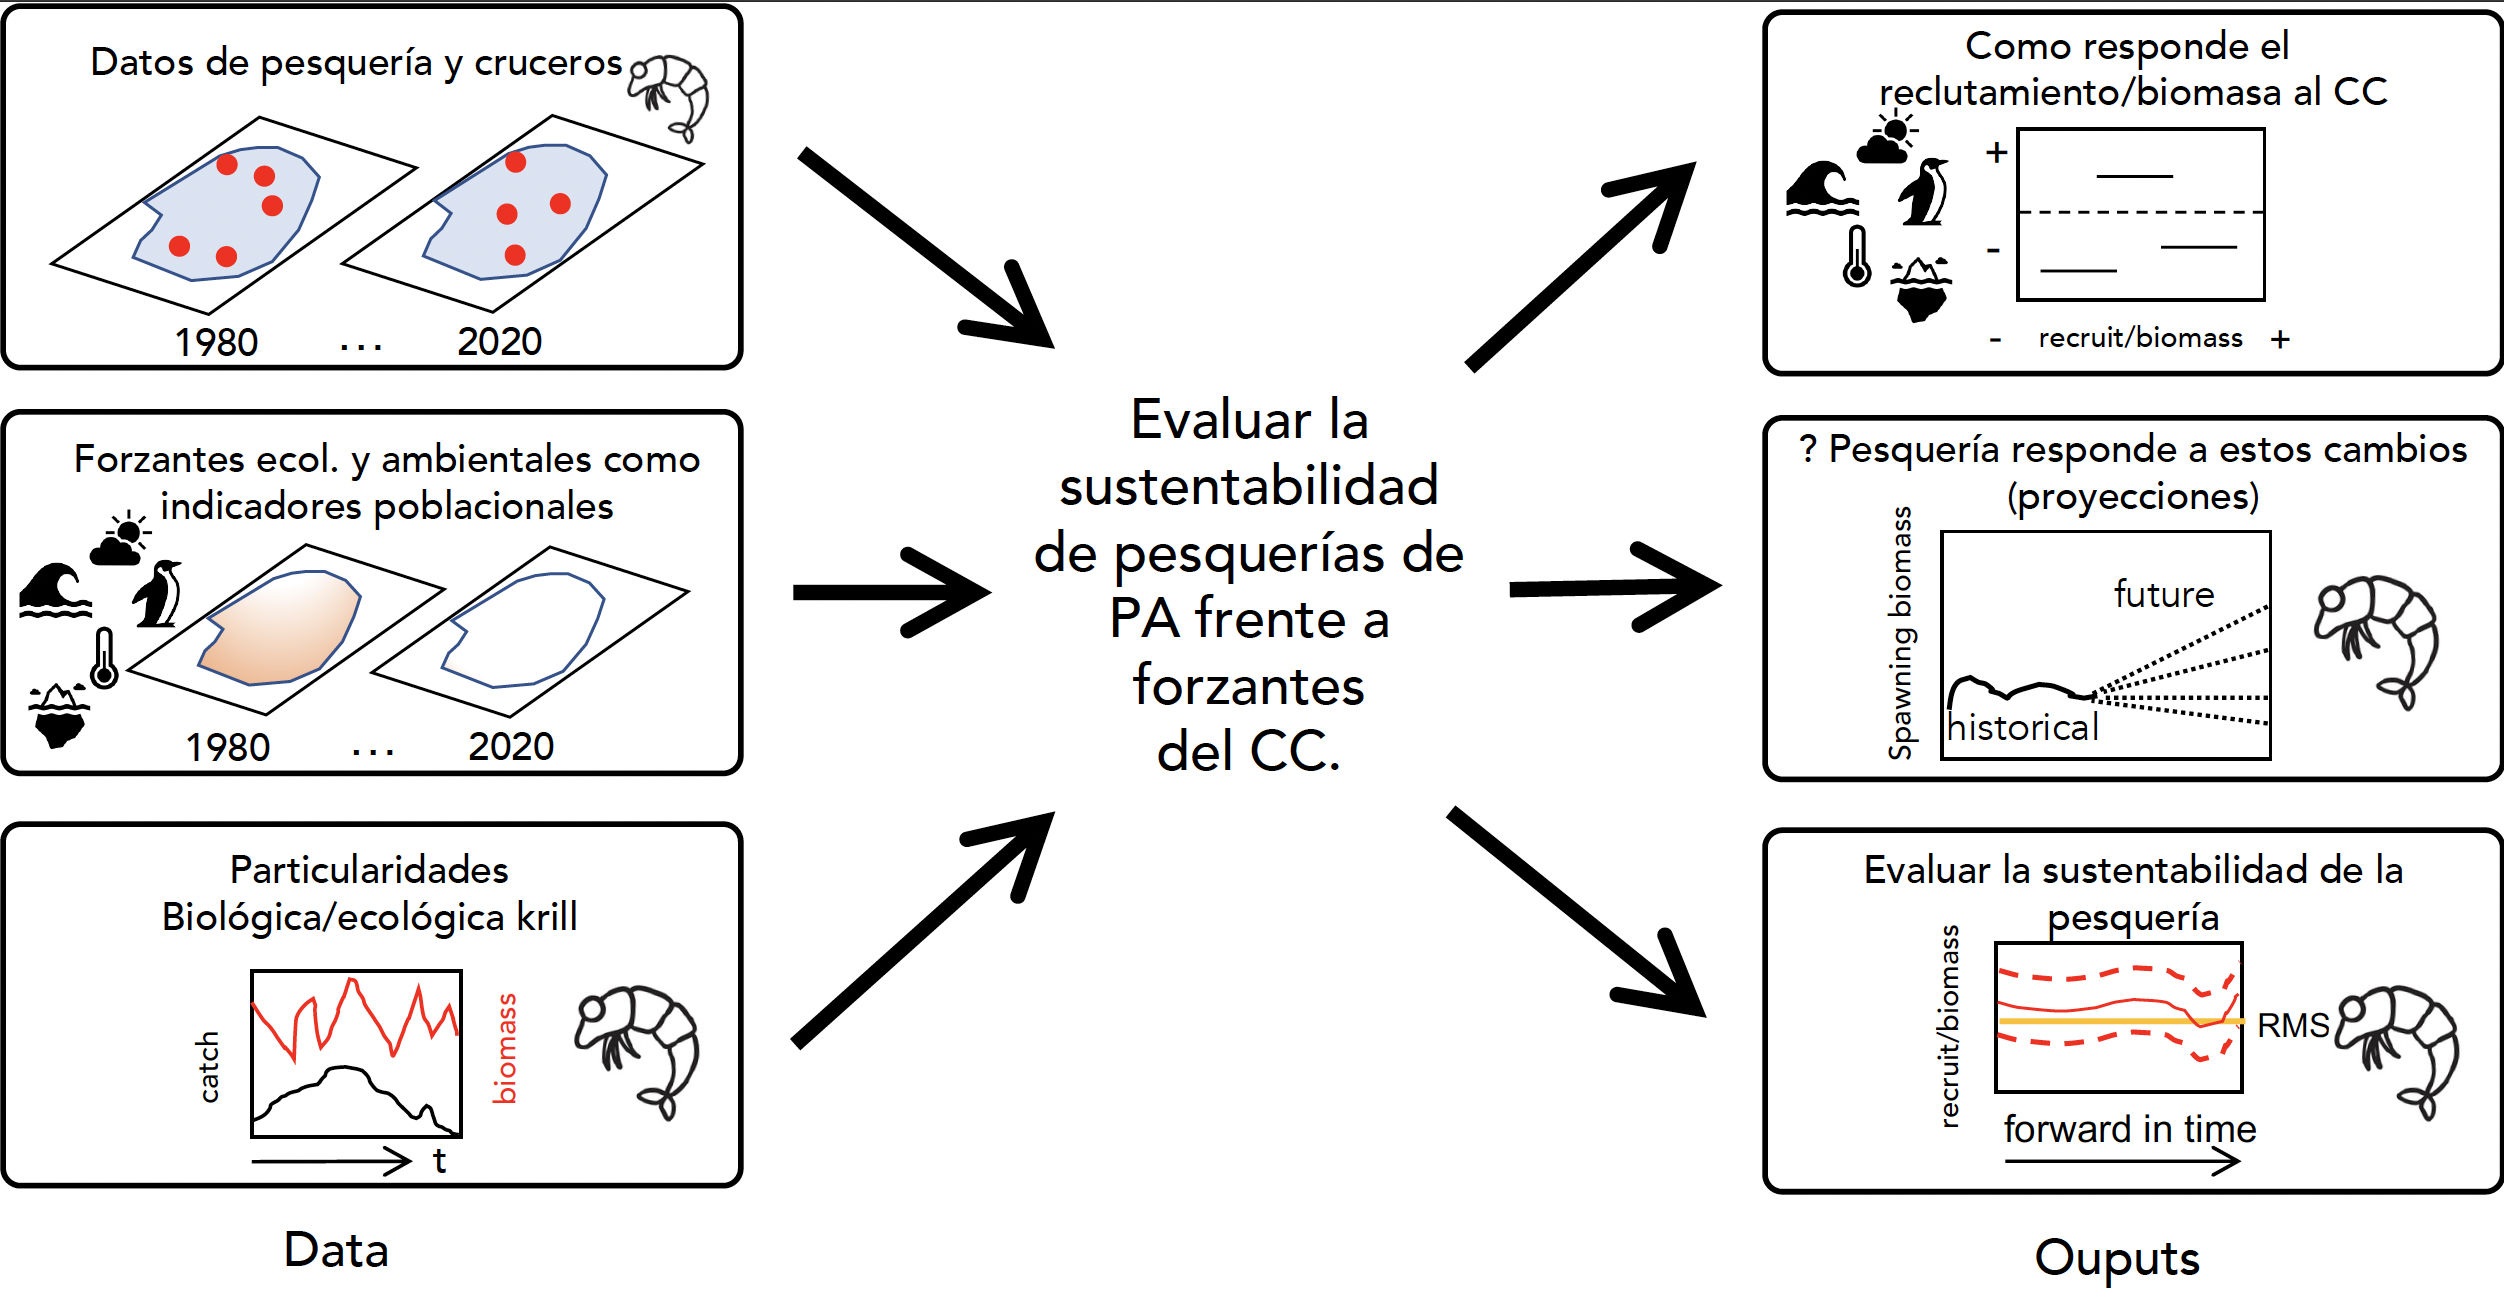 Datos de pesquería y cruceros
1980 ... 2020
Forzantes ecol. y ambientales como
indicadores poblacionales
1980 ... 2020
Particularidades
Biológica/ecológica krill
catch
biomass
t
Data
Evaluar la
sustentabilidad
de pesquerías de
PA frente a
forzantes
del CC.
Como responde el
reclutamiento/biomasa al CC
+
-
- recruit/biomass +
? Pesquería responde a estos cambios
(proyecciones)
Spawning biomass
future
historical
Evaluar la sustentabilidad de la
pesquería
recruit/biomass
RMS
forward in time
Ouputs